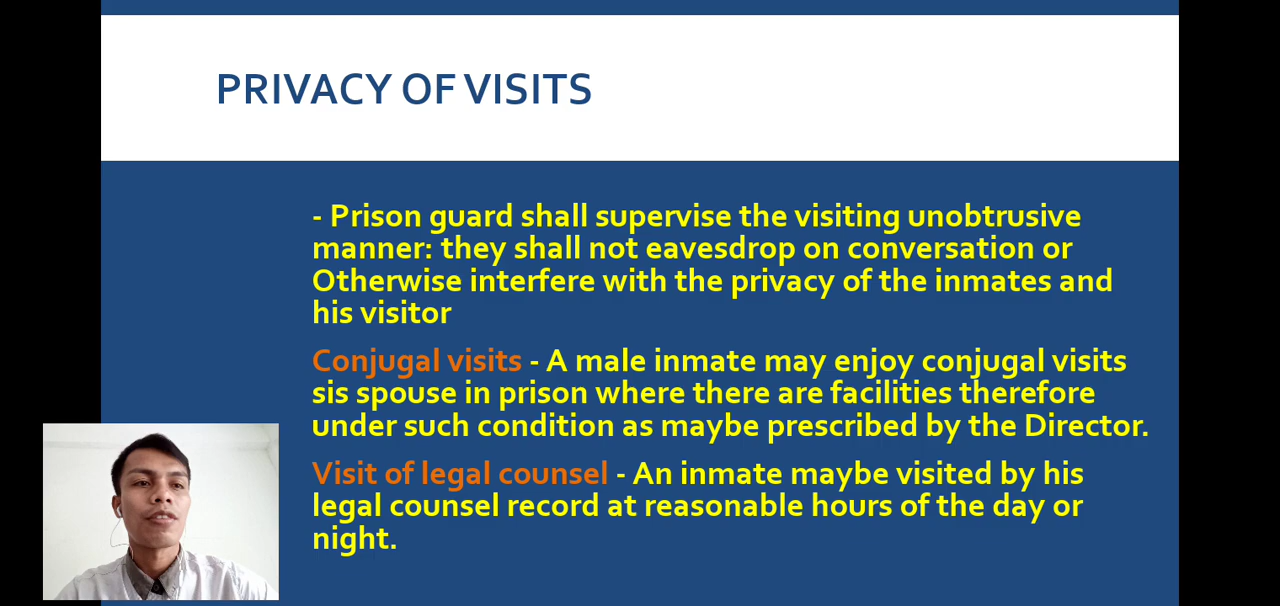 PRIVACY OF VISITS
- Prison guard shall supervise the visiting unobtrusive
manner: they shall not eavesdrop on conversation or
Otherwise interfere with the privacy of the inmates and
his visitor
Conjugal visits - A male inmate may enjoy conjugal visits
sis spouse in prison where there are facilities therefore
under such condition as maybe prescribed by the Director.
Visit of legal counsel - An inmate maybe visited by his
legal counsel record at reasonable hours of the day or
night.